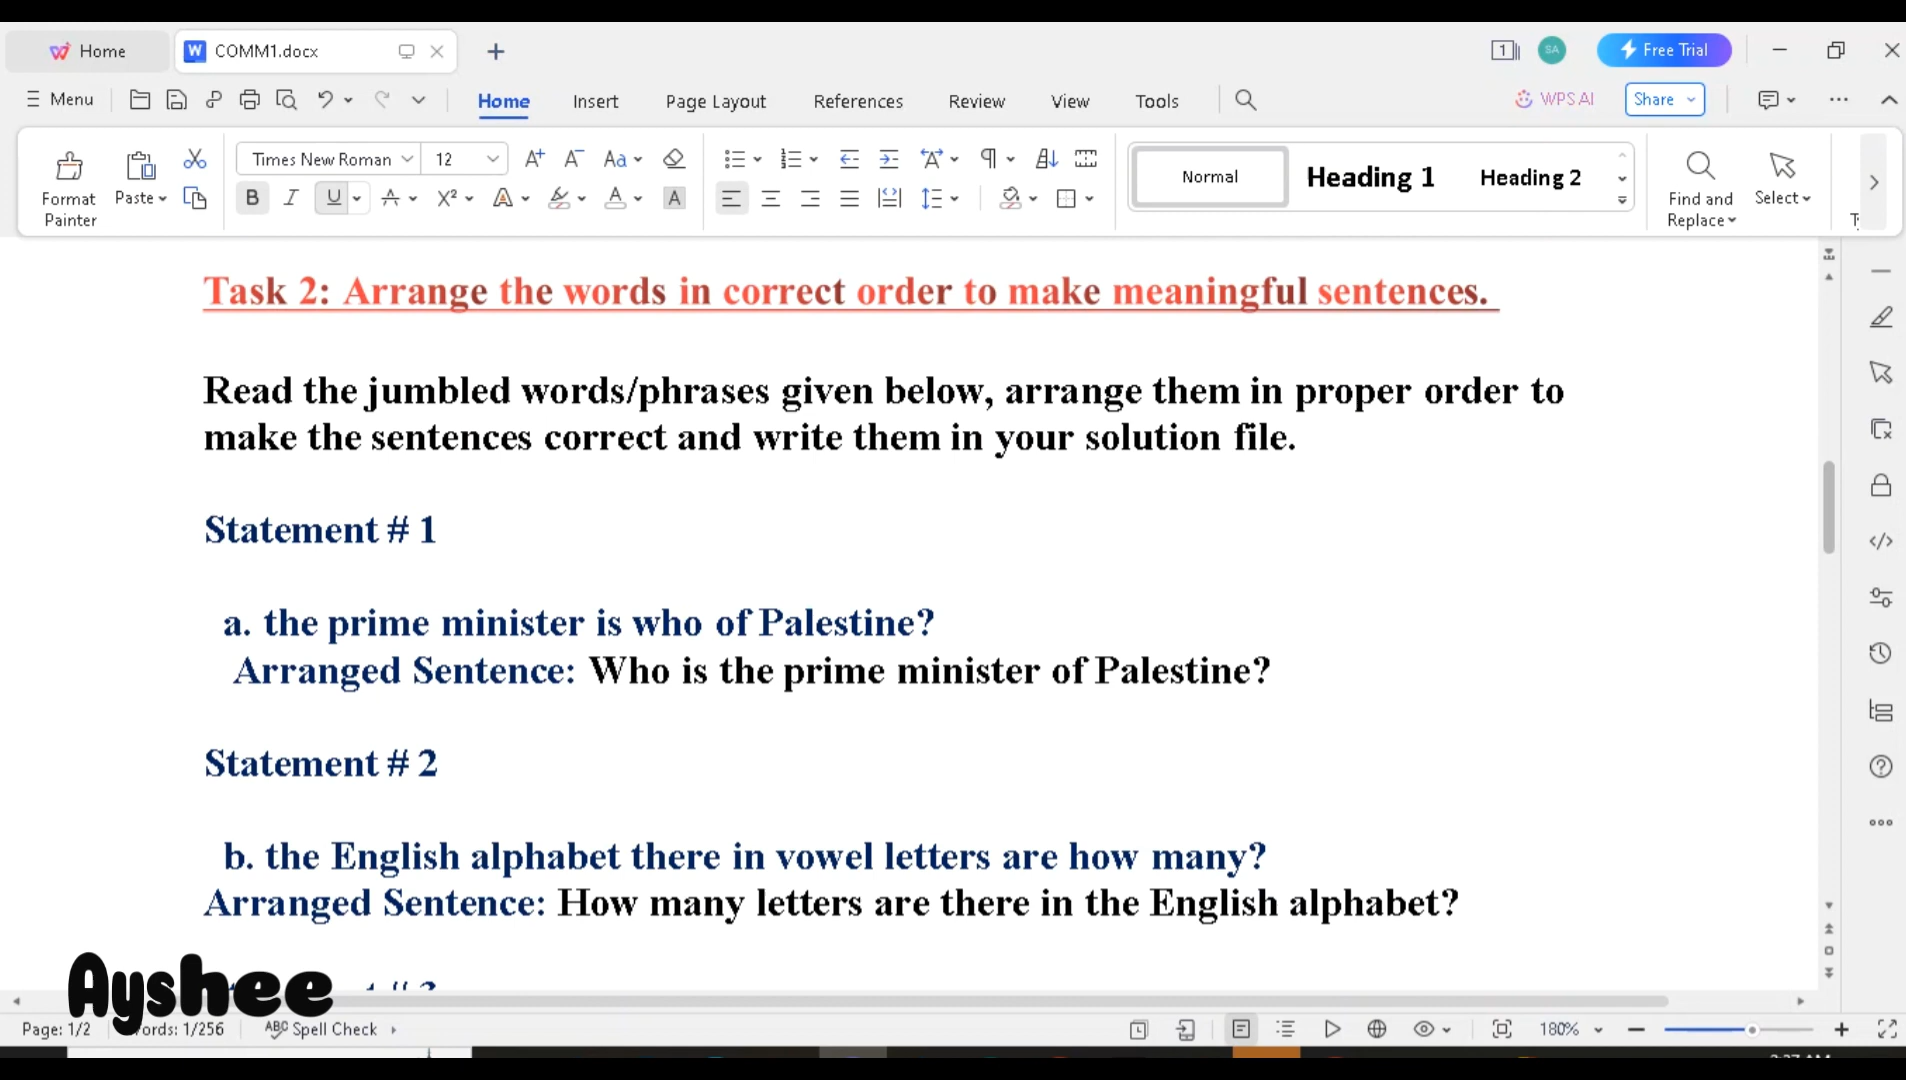 Home
COMM1.docx
1
SA
Free Trial
Menu
Home
Insert
Page Layout
References
Review
View
Tools
WPS AI
Share
Format Painter
Paste
Times New Roman
12
Normal
Heading 1
Heading 2
Find and Replace
Select
Task 2: Arrange the words in correct order to make meaningful sentences.
Read the jumbled words/phrases given below, arrange them in proper order to
make the sentences correct and write them in your solution file.
Statement # 1
a. the prime minister is who of Palestine?
Arranged Sentence: Who is the prime minister of Palestine?
Statement # 2
b. the English alphabet there in vowel letters are how many?
Arranged Sentence: How many letters are there in the English alphabet?
Ayshee
Page: 1/2
ords: 1/256
Spell Check
180%